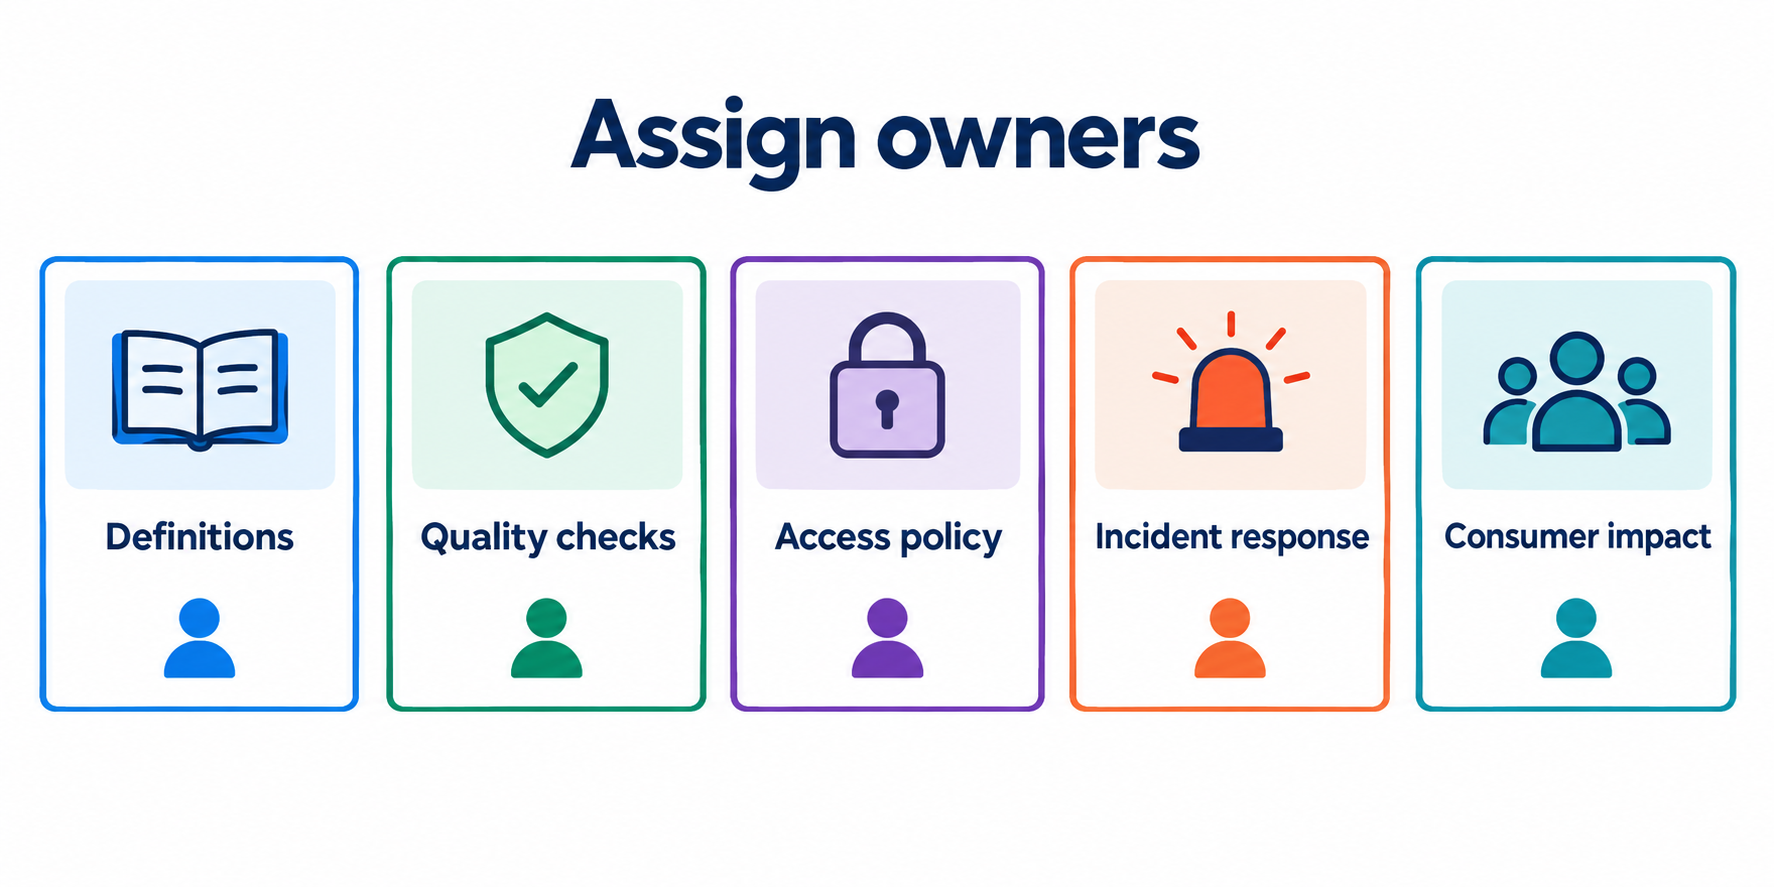 Assign owners
Definitions
Quality checks
Access policy
Incident response
Consumer impact